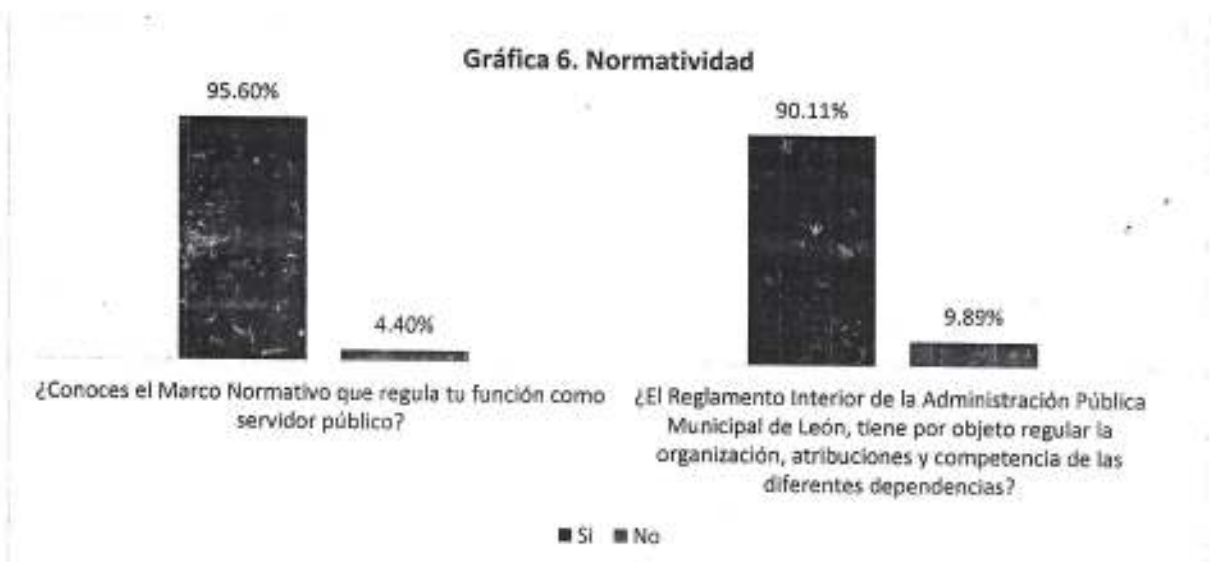 Gráfica 6. Normatividad
95.60%
4.40%
90.11%
9.89%
¿Conoces el Marco Normativo que regula tu función como
servidor público?
¿El Reglamento Interior de la Administración Pública
Municipal de León, tiene por objeto regular la
organización, atribuciones y competencia de las
diferentes dependencias?
Si No